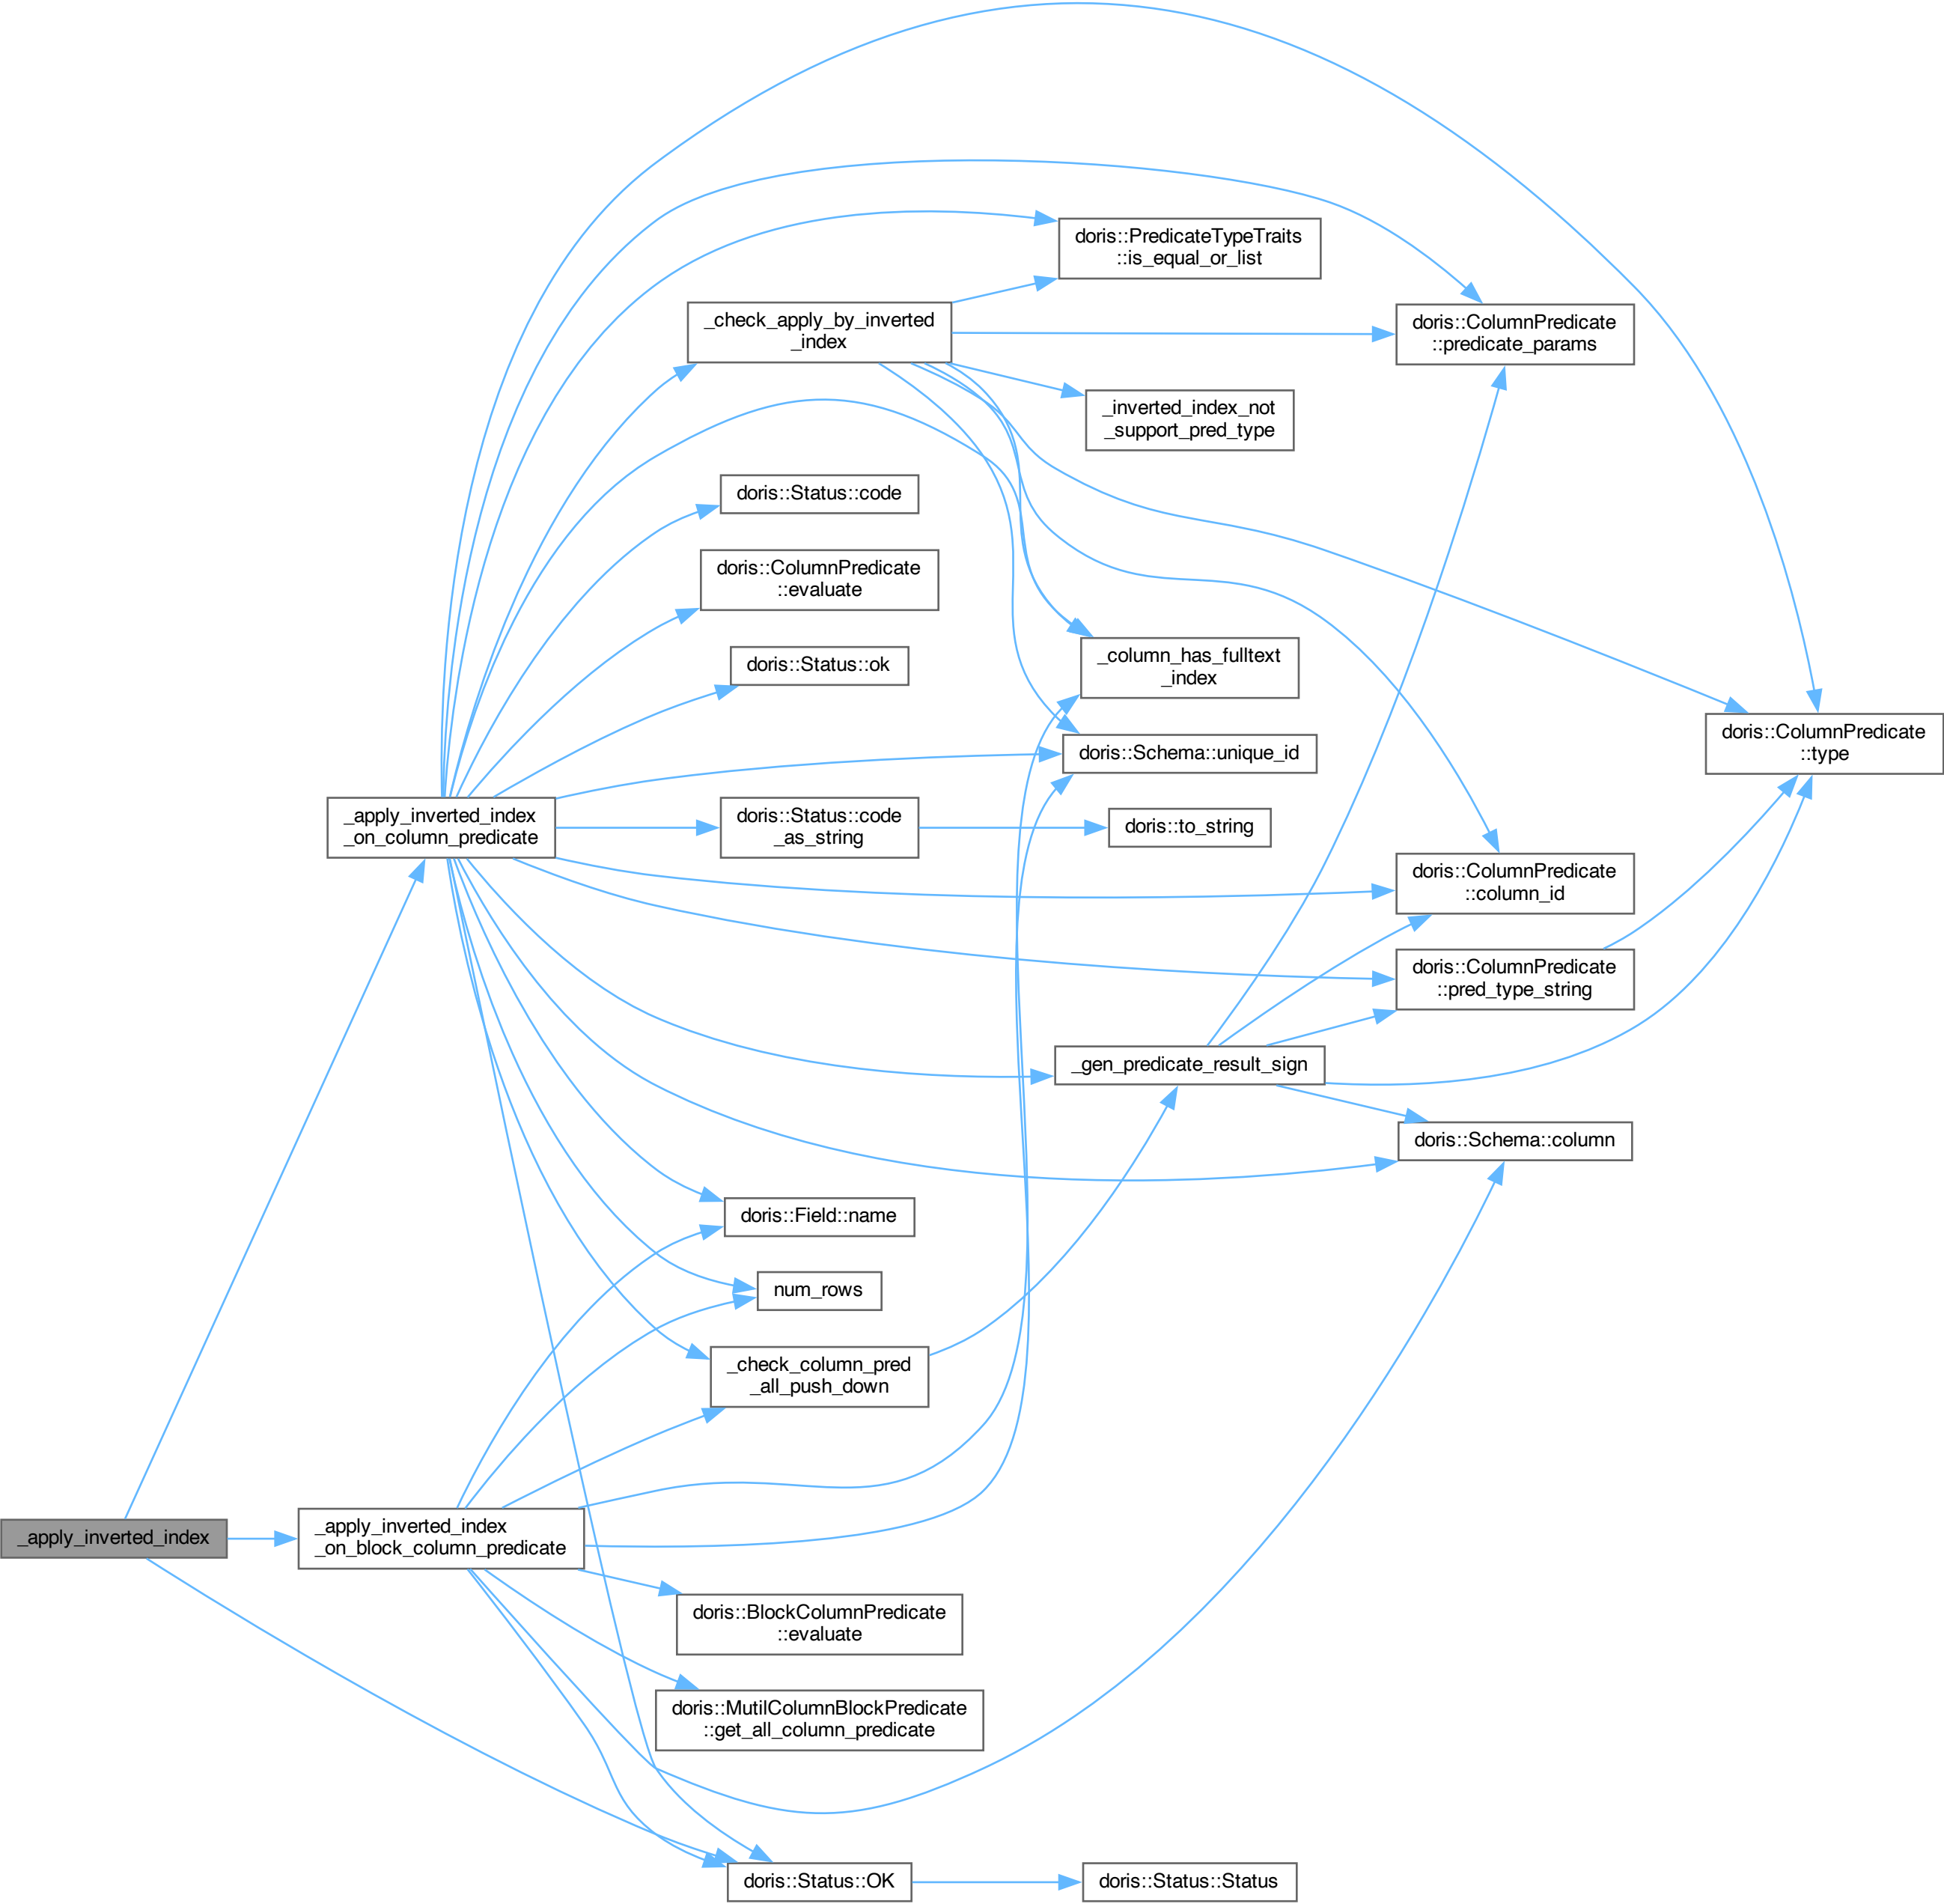 doris::PredicateTypeTraits
::is_equal_or_list
_check_apply_by_inverted
_index
doris::ColumnPredicate
::predicate_params
_inverted_index_not
_support_pred_type
doris::Status::code
doris::ColumnPredicate
::evaluate
doris::Status::ok
_column_has_fulltext
_index
doris::Schema::unique_id
doris::ColumnPredicate
::type
_apply_inverted_index
_on_column_predicate
doris::Status::code
_as_string
doris::to_string
doris::ColumnPredicate
::column_id
doris::ColumnPredicate
::pred_type_string
_gen_predicate_result_sign
doris::Schema::column
doris::Field::name
num_rows
_check_column_pred
_all_push_down
_apply_inverted_index
_apply_inverted_index
_on_block_column_predicate
doris::BlockColumnPredicate
::evaluate
doris::MutilColumnBlockPredicate
::get_all_column_predicate
doris::Status::OK
doris::Status::Status